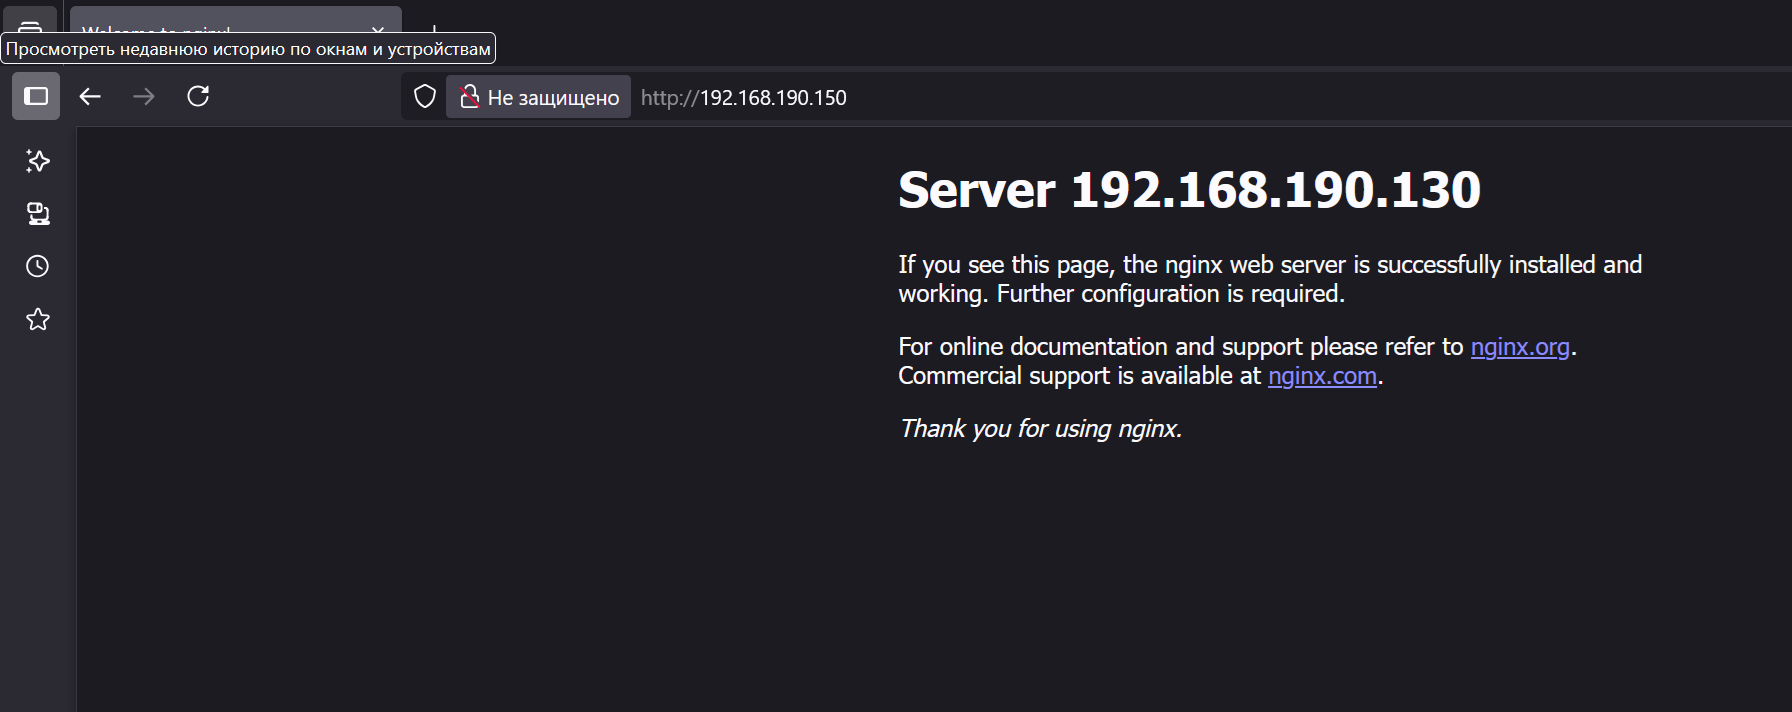 Просмотреть недавнюю историю по окнам и устройствам
Не защищено http://192.168.190.150
Server 192.168.190.130
If you see this page, the nginx web server is successfully installed and
working. Further configuration is required.
For online documentation and support please refer to nginx.org.
Commercial support is available at nginx.com.
Thank you for using nginx.